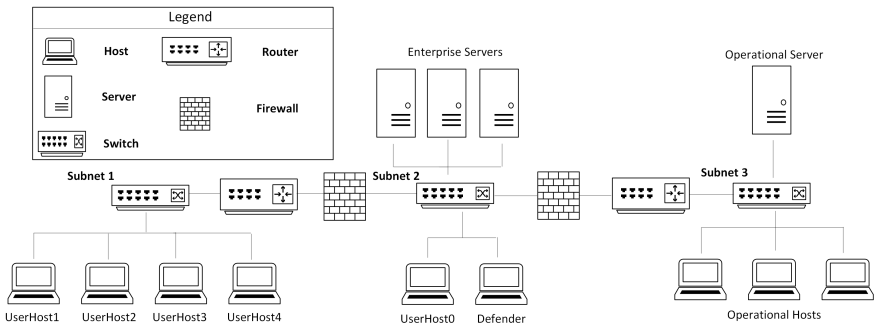 Legend
Host
Router
Server
Firewall
Switch
Enterprise Servers
Operational Server
Subnet 1
Subnet 2
Subnet 3
UserHost1
UserHost2
UserHost3
UserHost4
UserHost0
Defender
Operational Hosts